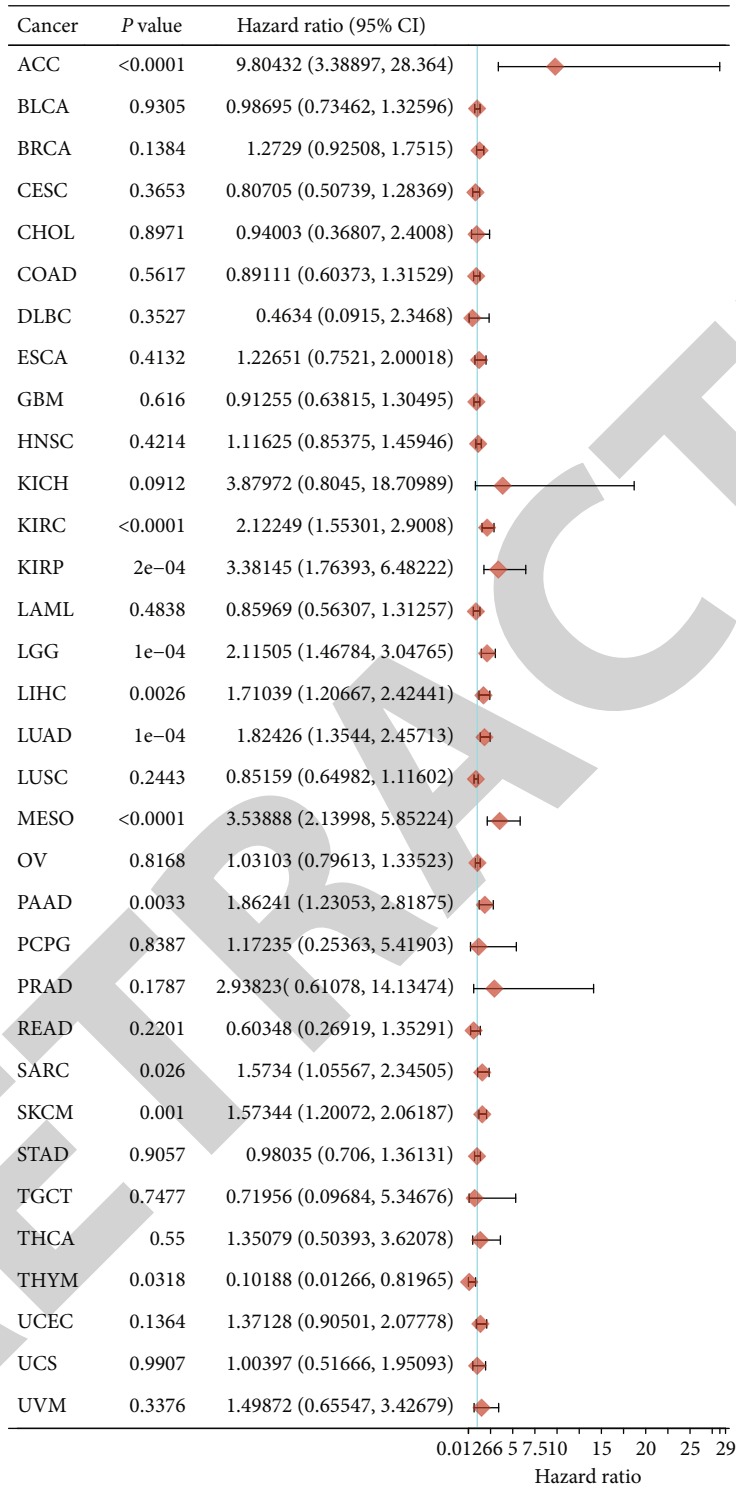 Cancer P value Hazard ratio (95% CI)
ACC <0.0001 9.80432 (3.38897, 28.364)
BLCA 0.9305 0.98695 (0.73462, 1.32596)
BRCA 0.1384 1.2729 (0.92508, 1.7515)
CESC 0.3653 0.80705 (0.50739, 1.28369)
CHOL 0.8971 0.94003 (0.36807, 2.4008)
COAD 0.5617 0.89111 (0.60373, 1.31529)
DLBC 0.3527 0.4634 (0.0915, 2.3468)
ESCA 0.4132 1.22651 (0.7521, 2.00018)
GBM 0.616 0.91255 (0.63815, 1.30495)
HNSC 0.4214 1.11625 (0.85375, 1.45946)
KICH 0.0912 3.87972 (0.8045, 18.70989)
KIRC <0.0001 2.12249 (1.55301, 2.9008)
KIRP 2e−04 3.38145 (1.76393, 6.48222)
LAML 0.4838 0.85969 (0.56307, 1.31257)
LGG 1e−04 2.11505 (1.46784, 3.04765)
LIHC 0.0026 1.71039 (1.20667, 2.42441)
LUAD 1e−04 1.82426 (1.3544, 2.45713)
LUSC 0.2443 0.85159 (0.64982, 1.11602)
MESO <0.0001 3.53888 (2.13998, 5.85224)
OV 0.8168 1.03103 (0.79613, 1.33523)
PAAD 0.0033 1.86241 (1.23053, 2.81875)
PCPG 0.8387 1.17235 (0.25363, 5.41903)
PRAD 0.1787 2.93823( 0.61078, 14.13474)
READ 0.2201 0.60348 (0.26919, 1.35291)
SARC 0.026 1.5734 (1.05567, 2.34505)
SKCM 0.001 1.57344 (1.20072, 2.06187)
STAD 0.9057 0.98035 (0.706, 1.36131)
TGCT 0.7477 0.71956 (0.09684, 5.34676)
THCA 0.55 1.35079 (0.50393, 3.62078)
THYM 0.0318 0.10188 (0.01266, 0.81965)
UCEC 0.1364 1.37128 (0.90501, 2.07778)
UCS 0.9907 1.00397 (0.51666, 1.95093)
UVM 0.3376 1.49872 (0.65547, 3.42679)
0.01266 5 7.510 15 20 25 29
Hazard ratio
ETRACT